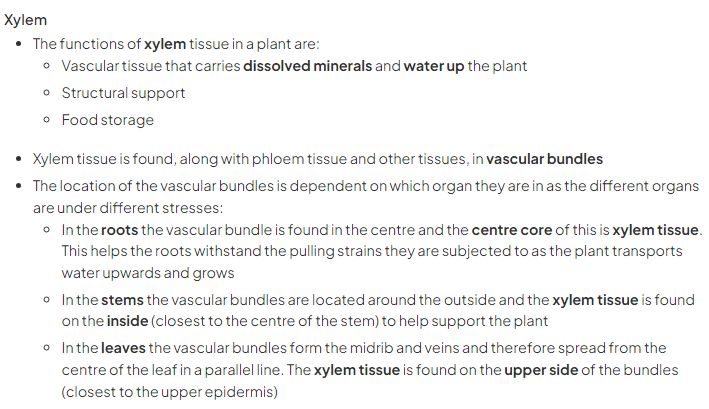 Xylem
• The functions of xylem tissue in a plant are:
◦ Vascular tissue that carries dissolved minerals and water up the plant
◦ Structural support
◦ Food storage
• Xylem tissue is found, along with phloem tissue and other tissues, in vascular bundles
• The location of the vascular bundles is dependent on which organ they are in as the different organs
are under different stresses:
◦ In the roots the vascular bundle is found in the centre and the centre core of this is xylem tissue.
This helps the roots withstand the pulling strains they are subjected to as the plant transports
water upwards and grows
◦ In the stems the vascular bundles are located around the outside and the xylem tissue is found
on the inside (closest to the centre of the stem) to help support the plant
◦ In the leaves the vascular bundles form the midrib and veins and therefore spread from the
centre of the leaf in a parallel line. The xylem tissue is found on the upper side of the bundles
(closest to the upper epidermis)